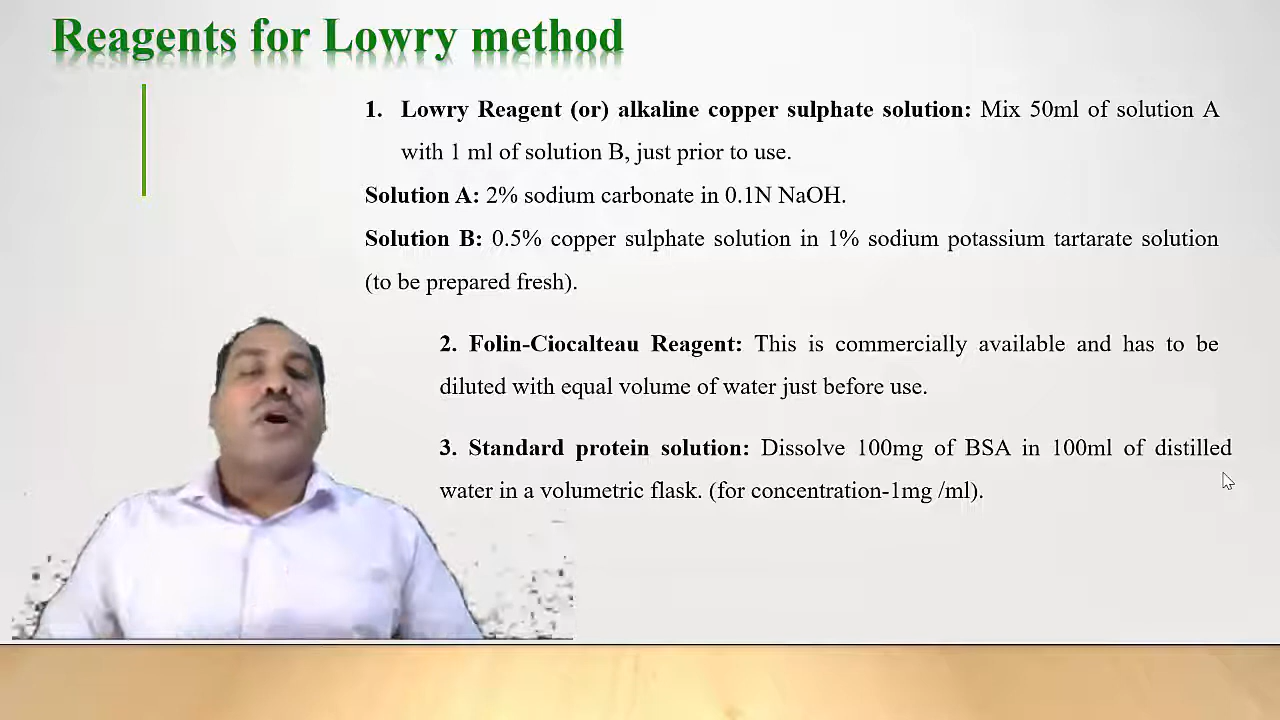 Reagents for Lowry method
1. Lowry Reagent (or) alkaline copper sulphate solution: Mix 50ml of solution A
with 1 ml of solution B, just prior to use.
Solution A: 2% sodium carbonate in 0.1N NaOH.
Solution B: 0.5% copper sulphate solution in 1% sodium potassium tartarate solution
(to be prepared fresh).
2. Folin-Ciocalteau Reagent: This is commercially available and has to be
diluted with equal volume of water just before use.
3. Standard protein solution: Dissolve 100mg of BSA in 100ml of distilled
water in a volumetric flask. (for concentration-1mg /ml).